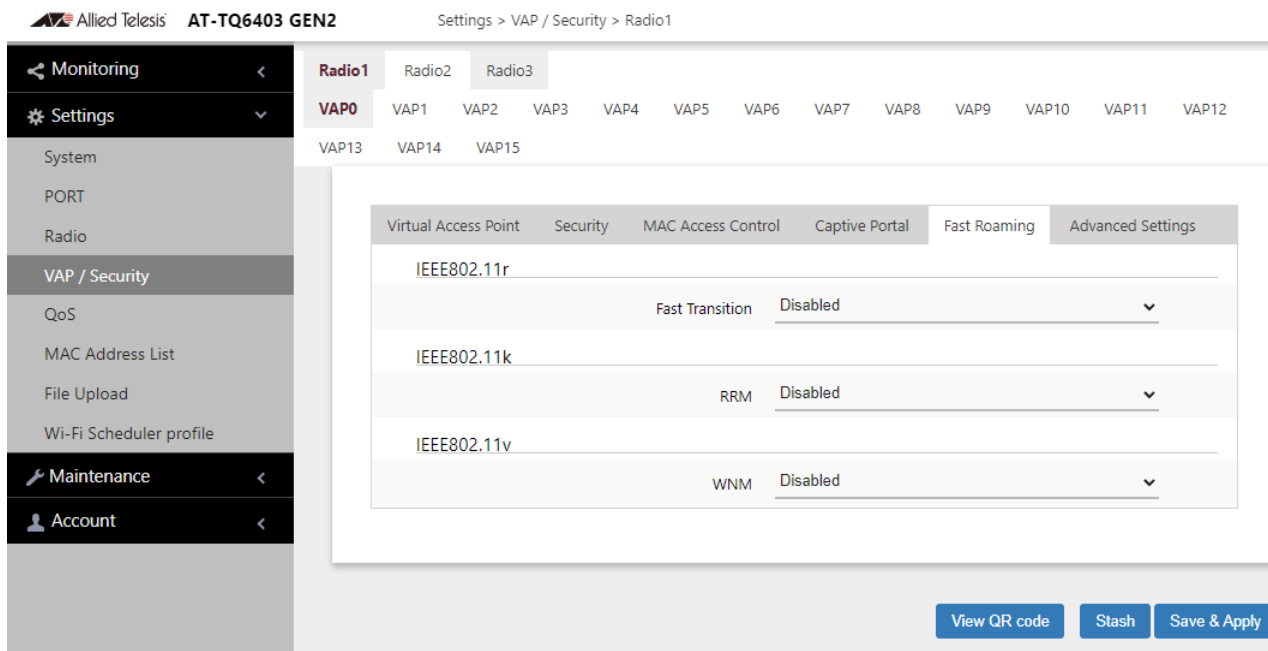 Allied Telesis AT-TQ6403 GEN2 Settings > VAP / Security > Radio1
Monitoring
Settings
System
PORT
Radio
VAP / Security
QoS
MAC Address List
File Upload
Wi-Fi Scheduler profile
Maintenance
Account
Radio1 Radio2 Radio3
VAP0 VAP1 VAP2 VAP3 VAP4 VAP5 VAP6 VAP7 VAP8 VAP9 VAP10 VAP11 VAP12
VAP13 VAP14 VAP15
Virtual Access Point Security MAC Access Control Captive Portal Fast Roaming Advanced Settings
IEEE802.11r
Fast Transition Disabled
IEEE802.11k
RRM Disabled
IEEE802.11v
WNM Disabled
View QR code Stash Save & Apply